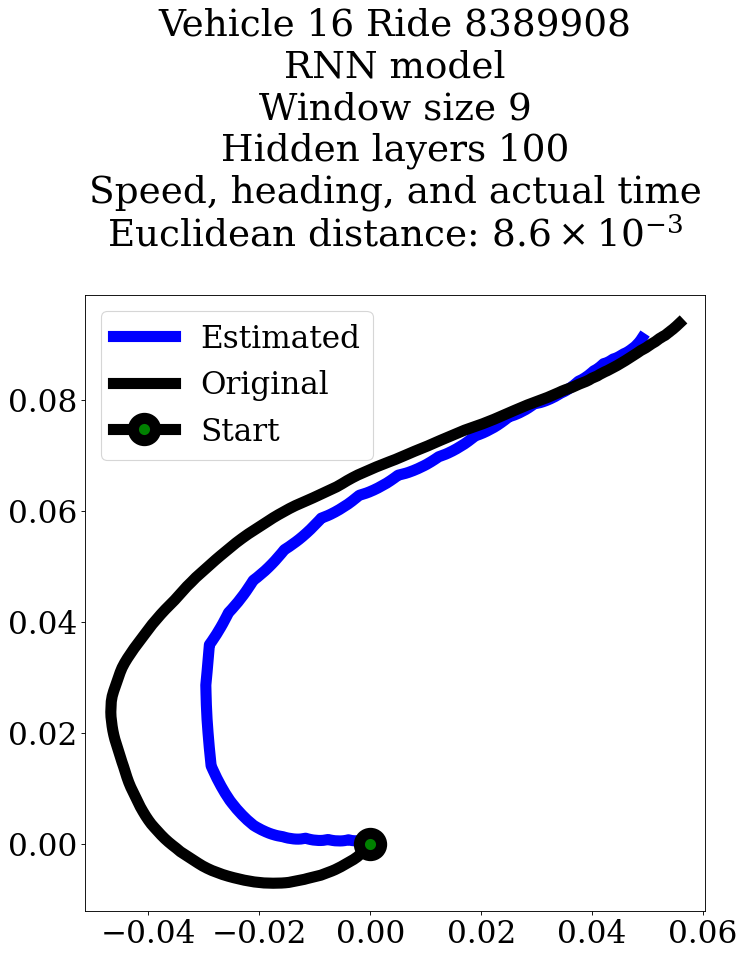 Vehicle 16 Ride 8389908
RNN model
Window size 9
Hidden layers 100
Speed, heading, and actual time
Euclidean distance: 8.6 × 10⁻³
Estimated
Original
Start
0.08
0.06
0.04
0.02
0.00
−0.04 −0.02 0.00 0.02 0.04 0.06